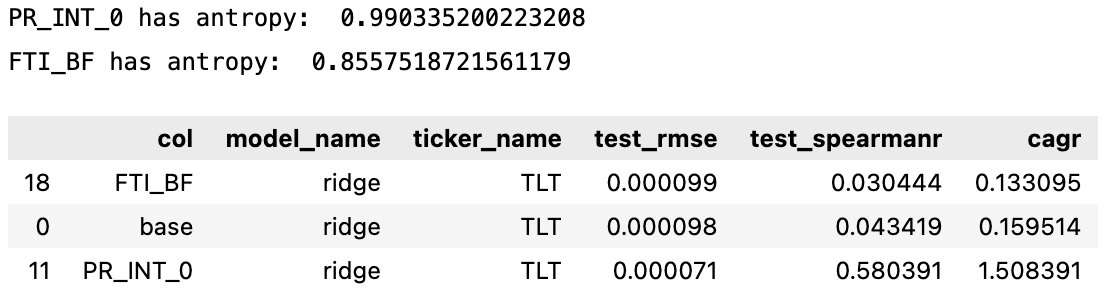 PR_INT_0 has antropy:  0.990335200223208
FTI_BF has antropy:  0.8557518721561179
col model_name ticker_name test_rmse test_spearmanr cagr
18 FTI_BF ridge TLT 0.000099 0.030444 0.133095
0 base ridge TLT 0.000098 0.043419 0.159514
11 PR_INT_0 ridge TLT 0.000071 0.580391 1.508391